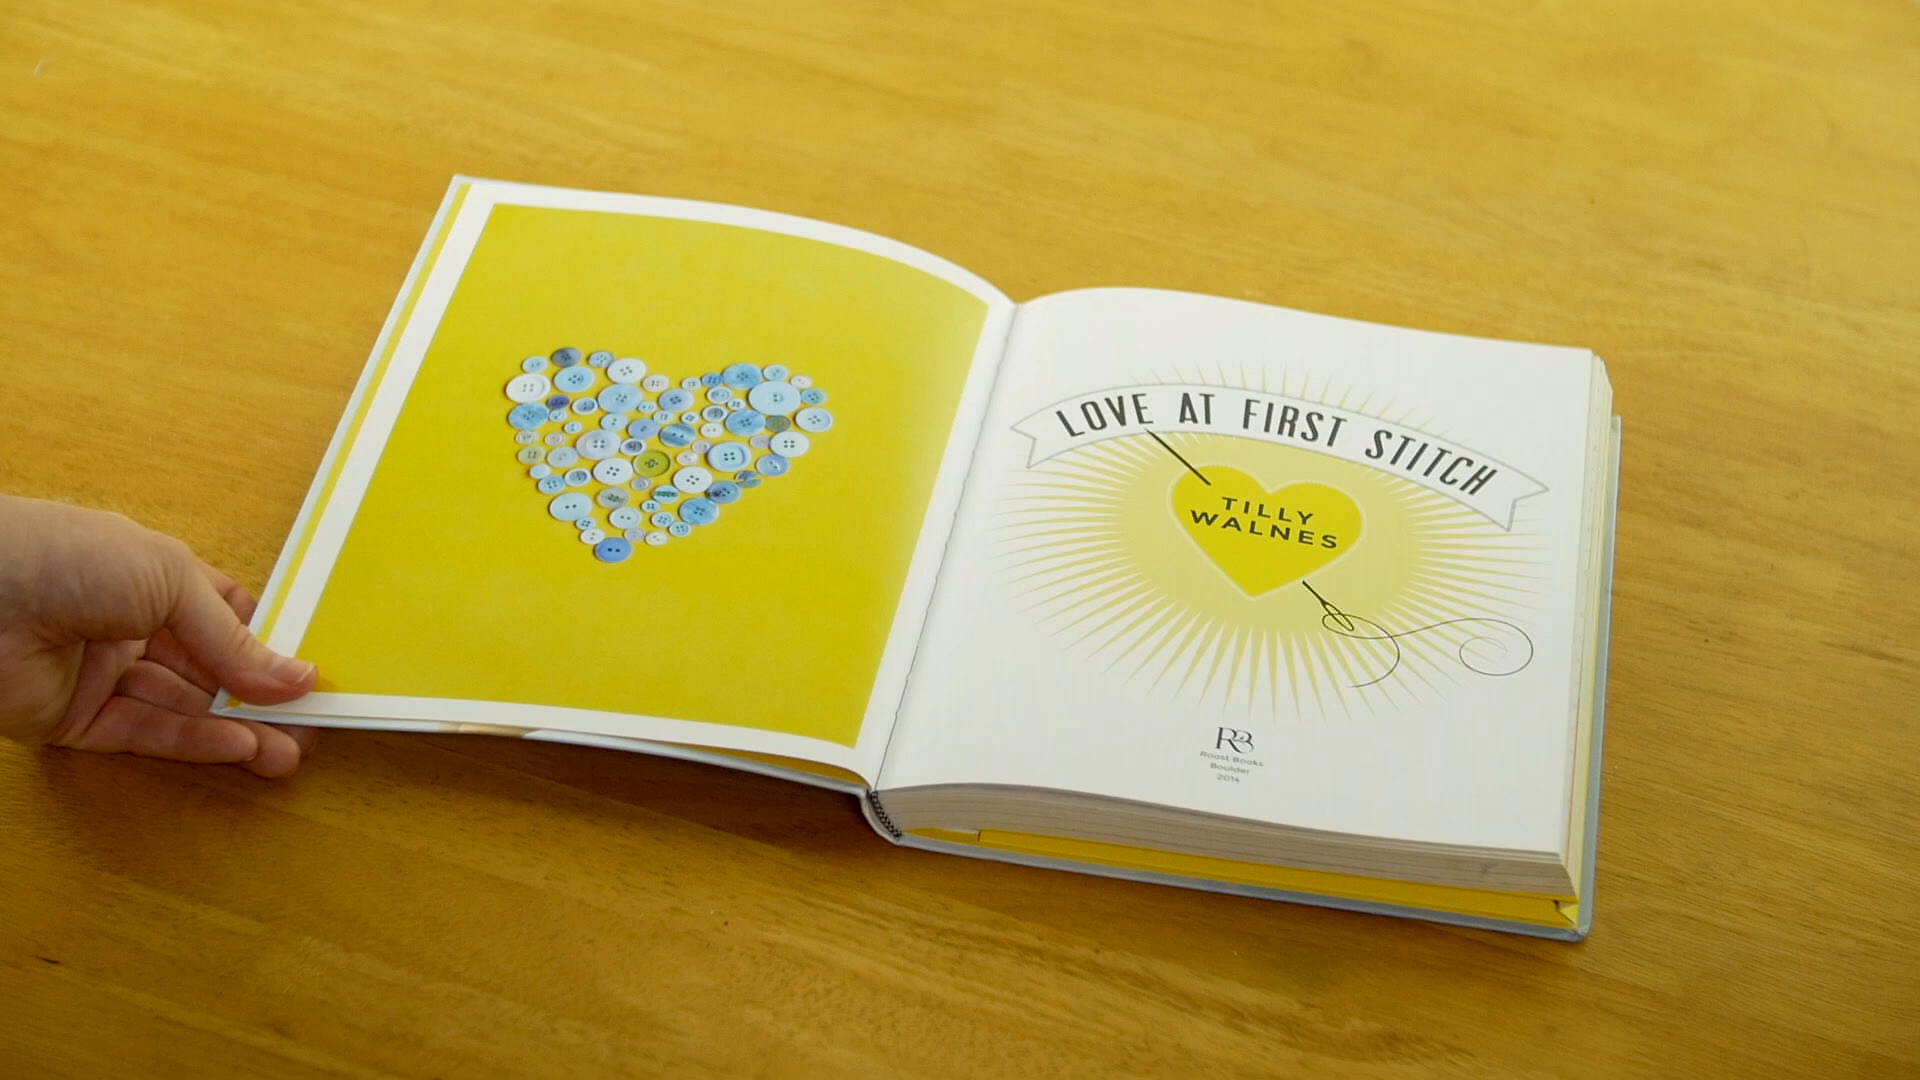 LOVE AT FIRST STITCH
TILLY
WALNES
RB
Roost Books
Boulder
2014